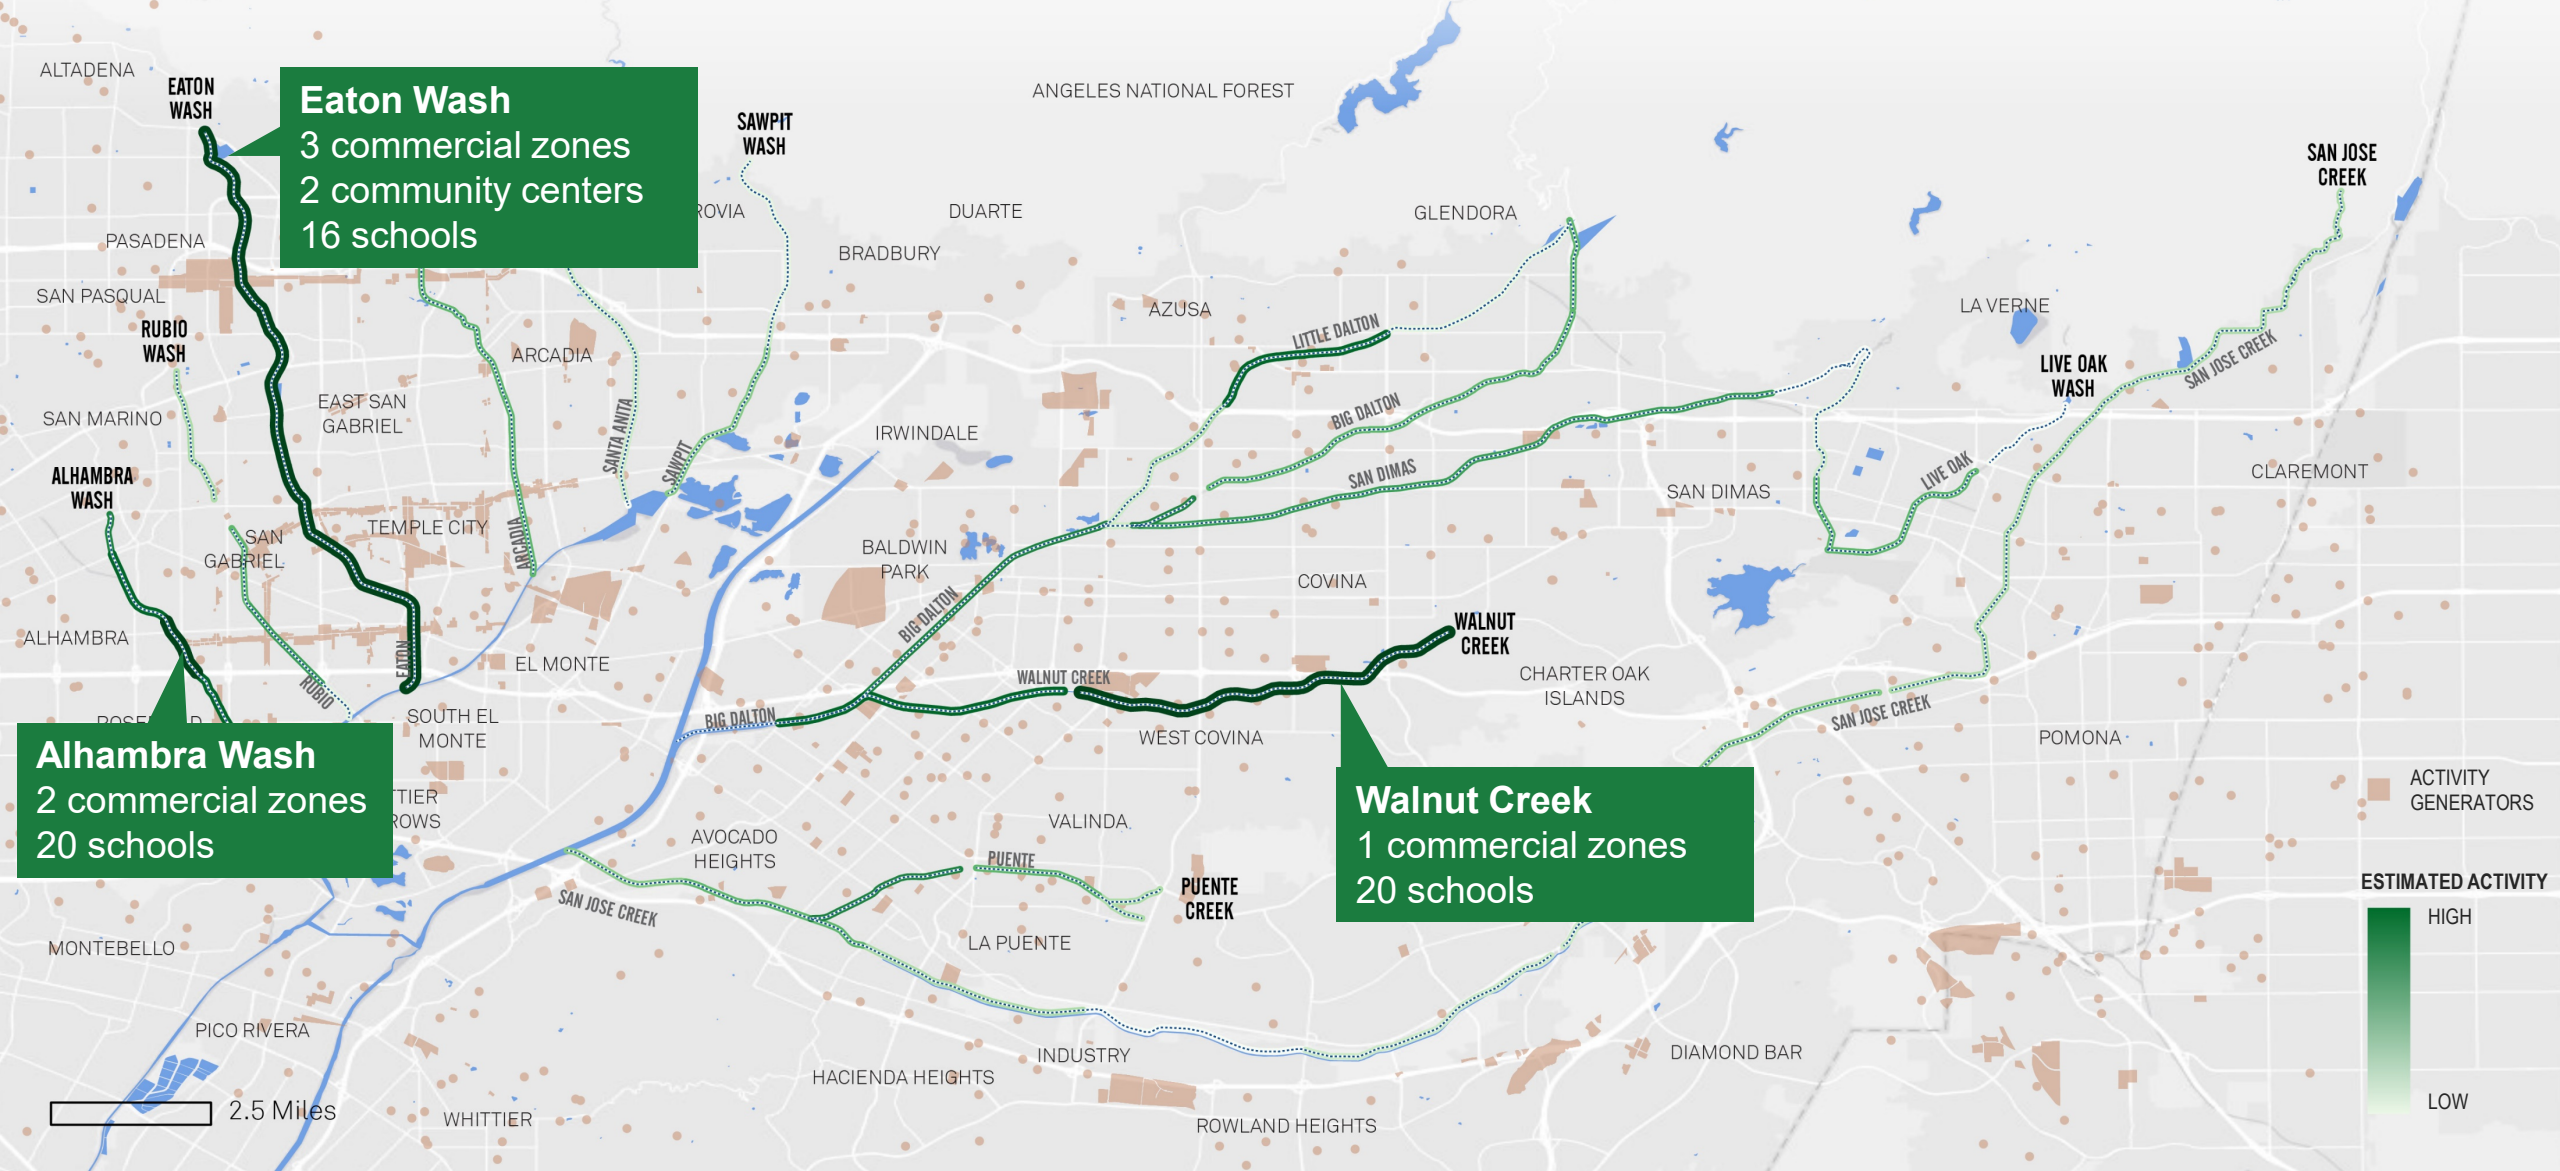 ALTADENA
EATON
WASH
Eaton Wash
3 commercial zones
2 community centers
16 schools
SAWPIT
WASH
ANGELES NATIONAL FOREST
SAN JOSE
CREEK
ROVIA
DUARTE
GLENDORA
PASADENA
BRADBURY
SAN PASQUAL
AZUSA
LA VERNE
RUBIO
WASH
LITTLE DALTON
ARCADIA
SAN JOSE CREEK
LIVE OAK
WASH
EAST SAN
GABRIEL
SAN MARINO
BIG DALTON
SANTA ANITA
SAWPIT
IRWINDALE
ALHAMBRA
WASH
SAN DIMAS
LIVE OAK
CLAREMONT
SAN DIMAS
TEMPLE CITY
ARCADIA
SAN
GABRIEL
BALDWIN
PARK
COVINA
BIG DALTON
ALHAMBRA
WALNUT
CREEK
EATON
EL MONTE
WALNUT CREEK
CHARTER OAK
ISLANDS
RUBIO
SOUTH EL
MONTE
BIG DALTON
WEST COVINA
SAN JOSE CREEK
POMONA
Alhambra Wash
2 commercial zones
20 schools
TTIER
ROWS
Walnut Creek
1 commercial zones
20 schools
ACTIVITY
GENERATORS
AVOCADO
HEIGHTS
VALINDA
PUENTE
PUENTE
CREEK
SAN JOSE CREEK
ESTIMATED ACTIVITY
HIGH
LOW
MONTEBELLO
LA PUENTE
PICO RIVERA
INDUSTRY
DIAMOND BAR
HACIENDA HEIGHTS
2.5 Miles
WHITTIER
ROWLAND HEIGHTS